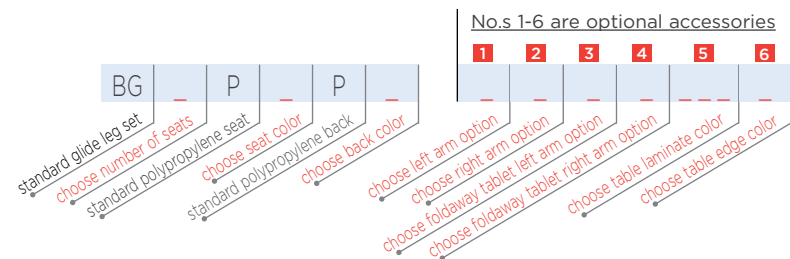 No.s 1-6 are optional accessories
1 2 3 4 5 6
BG _ P _ P _ _ _ _ _ _ _ _ _
standard glide leg set
choose number of seats
standard polypropylene seat
choose seat color
standard polypropylene back
choose back color
choose left arm option
choose right arm option
choose foldaway tablet left arm option
choose foldaway tablet right arm option
choose table laminate color
choose table edge color